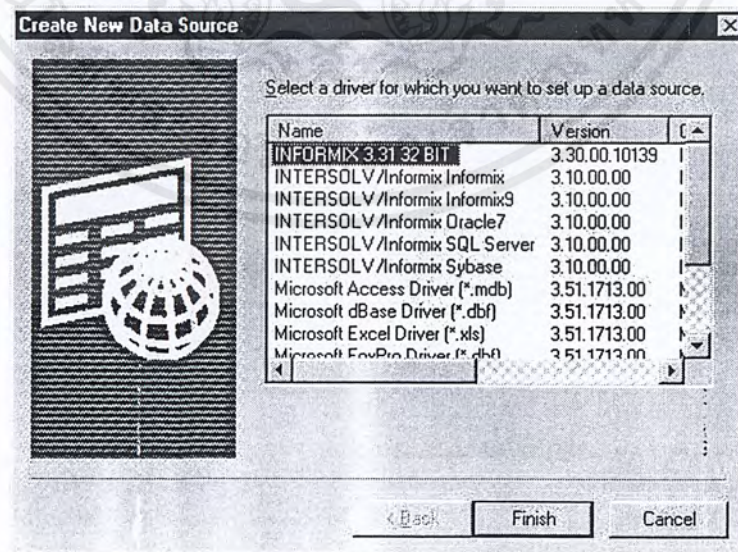 Create New Data Source
Select a driver for which you want to set up a data source.
Name Version
INFORMIX 3.31 32 BIT 3.30.00.10139
INTERSOLV/Informix Informix 3.10.00.00
INTERSOLV/Informix Informix9 3.10.00.00
INTERSOLV/Informix Oracle7 3.10.00.00
INTERSOLV/Informix SQL Server 3.10.00.00
INTERSOLV/Informix Sybase 3.10.00.00
Microsoft Access Driver (*.mdb) 3.51.1713.00
Microsoft dBase Driver (*.dbf) 3.51.1713.00
Microsoft Excel Driver (*.xls) 3.51.1713.00
Microsoft FoxPro Driver (*.dbf) 3.51.1713.00
< Back Finish Cancel